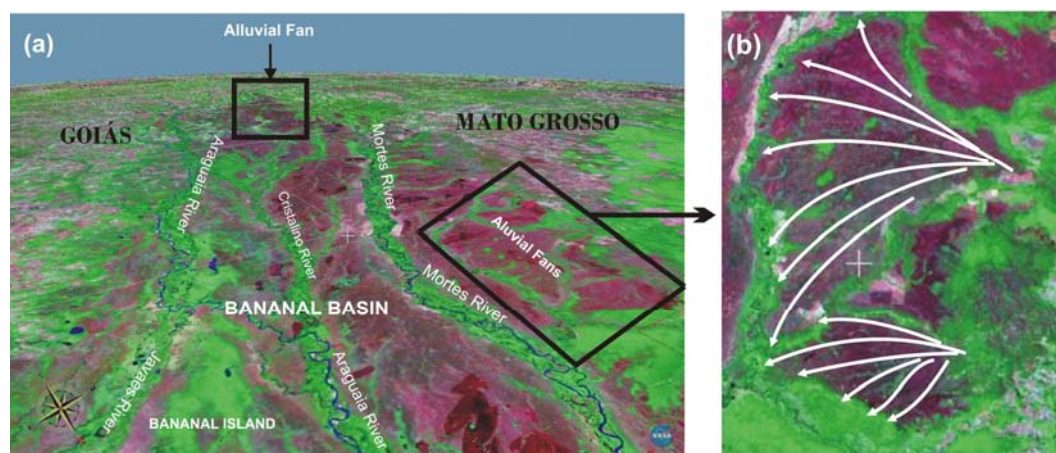 (a)
Alluvial Fan
GOIÁS
MATO GROSSO
Araguaia River
Mortes River
Cristalino River
Aluvial Fans
Mortes River
BANANAL BASIN
Javaes River
Araguaia River
BANANAL ISLAND
NASA
(b)